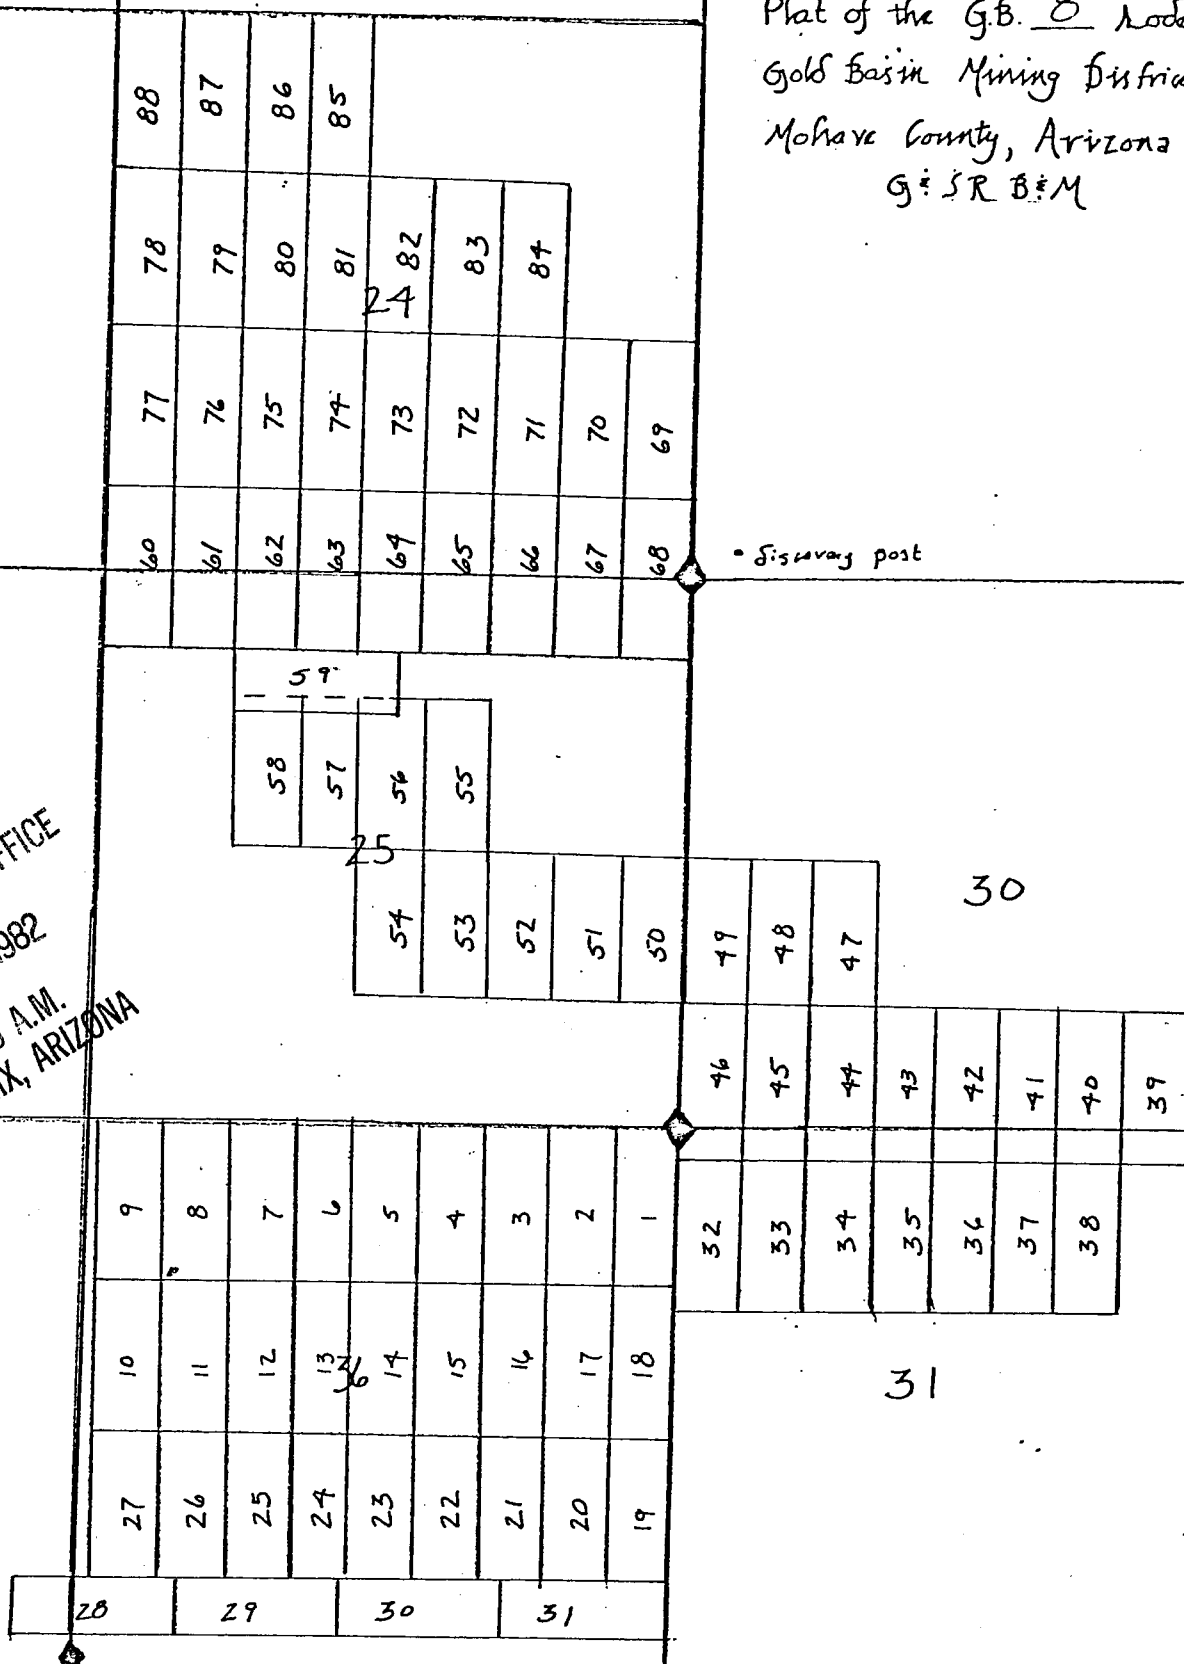 Plat of the G.B. O Lode
Gold Basin Mining Distric
Mohave County, Arizona
G & S R B & M
88 87 86 85
78 79 80 81 82 83 84
24
77 76 75 74 73 72 71 70 69
60 61 62 63 64 65 66 67 68
• discovery post
59
58 57 56 55
25
30
54 53 52 51 50 49 48 47
FFICE
982
A.M.
IX, ARIZONA
46 45 44 43 42 41 40 39
9 8 7 6 5 4 3 2 1
32 33 34 35 36 37 38
10 11 12 13 14 15 16 17 18
36
31
27 26 25 24 23 22 21 20 19
28 29 30 31